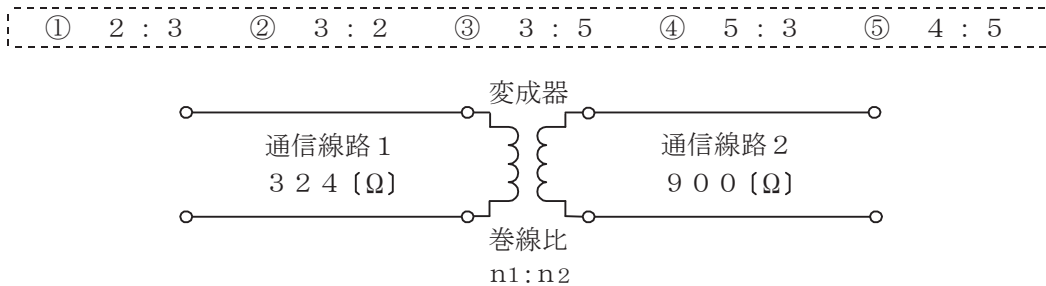 ① ２：３ ② ３：２ ③ ３：５ ④ ５：３ ⑤ ４：５
変成器
通信線路１ 通信線路２
３２４〔Ω〕 ９００〔Ω〕
巻線比
n1:n2